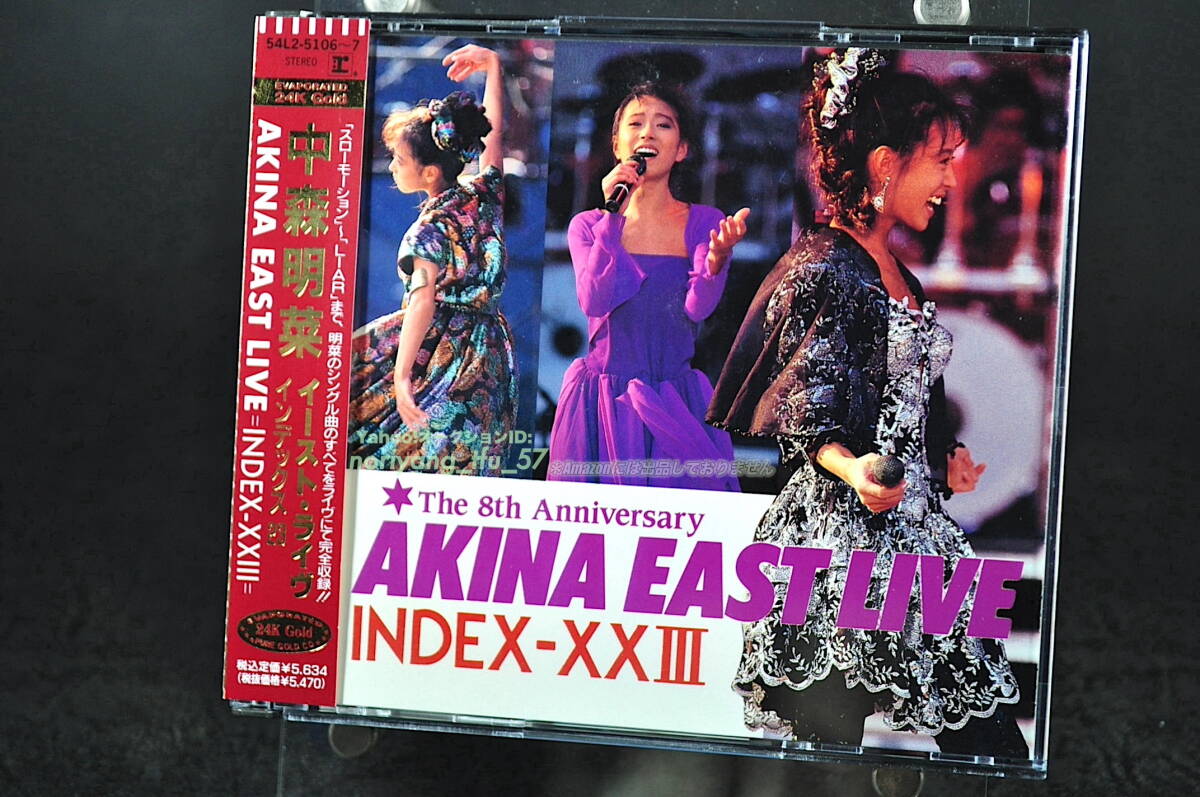 54L2-5106~7
STEREO
EVAPORATED
24K Gold
中森明菜 イースト・ライヴ
インデックス23
「スローモーション」〜「LIAR」まで、明菜のシングル曲のすべてをライヴにて完全収録!!
AKINA EAST LIVE=INDEX-XXIII=
EVAPORATED
24K Gold
PURE GOLD CD
税込定価¥5.634
(税抜価格¥5.470)
The 8th Anniversary
AKINA EAST LIVE
INDEX-XXIII
Yahoo!オークションID:
noriyang_lfu_57
※Amazonには出品しておりません